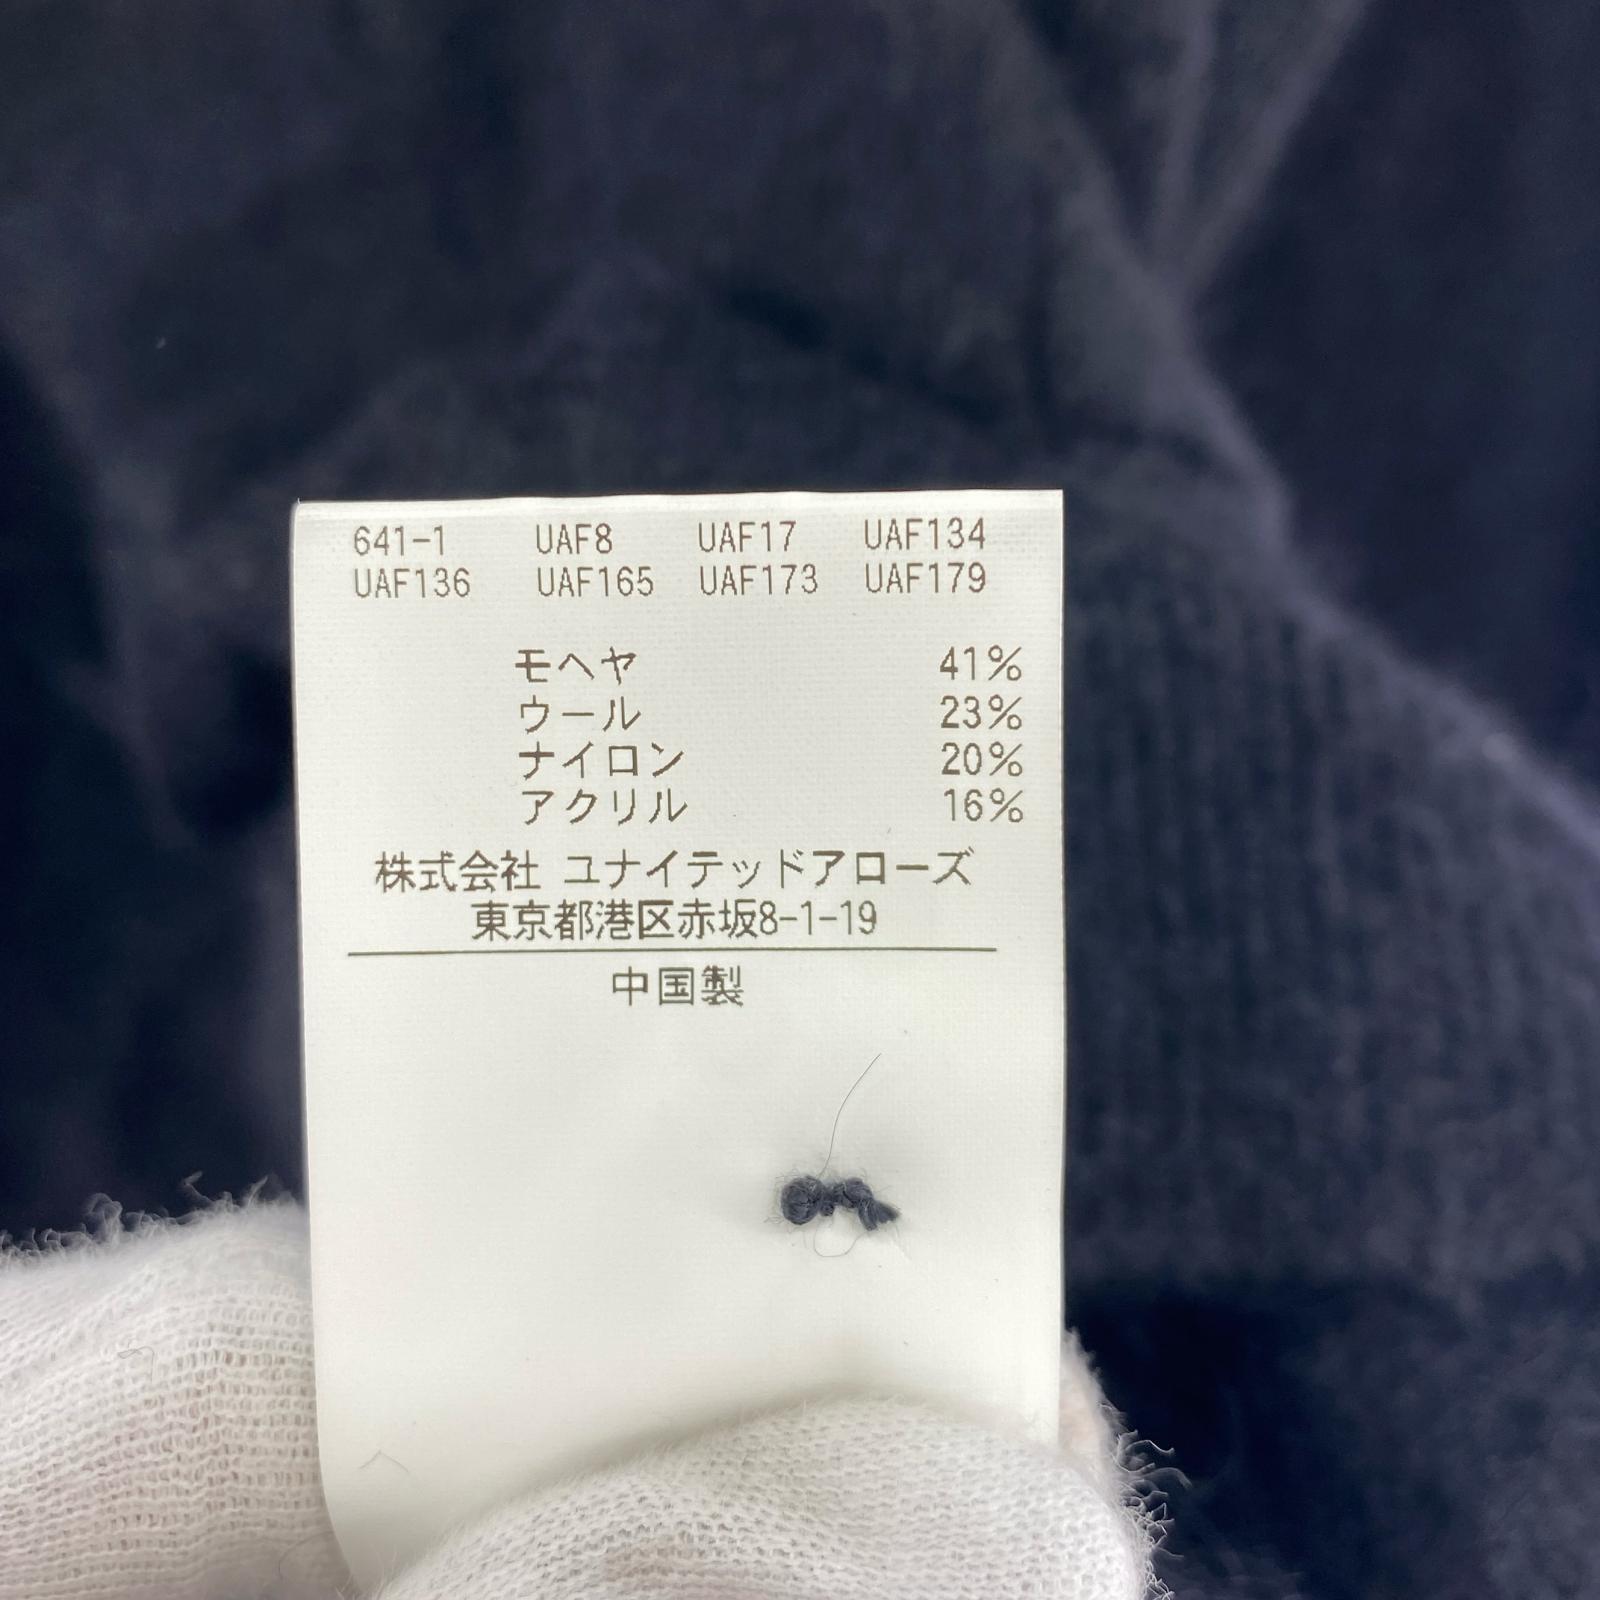 641-1 UAF8 UAF17 UAF134
UAF136 UAF165 UAF173 UAF179
モヘヤ 41%
ウール 23%
ナイロン 20%
アクリル 16%
株式会社 ユナイテッドアローズ
東京都港区赤坂8-1-19
中国製